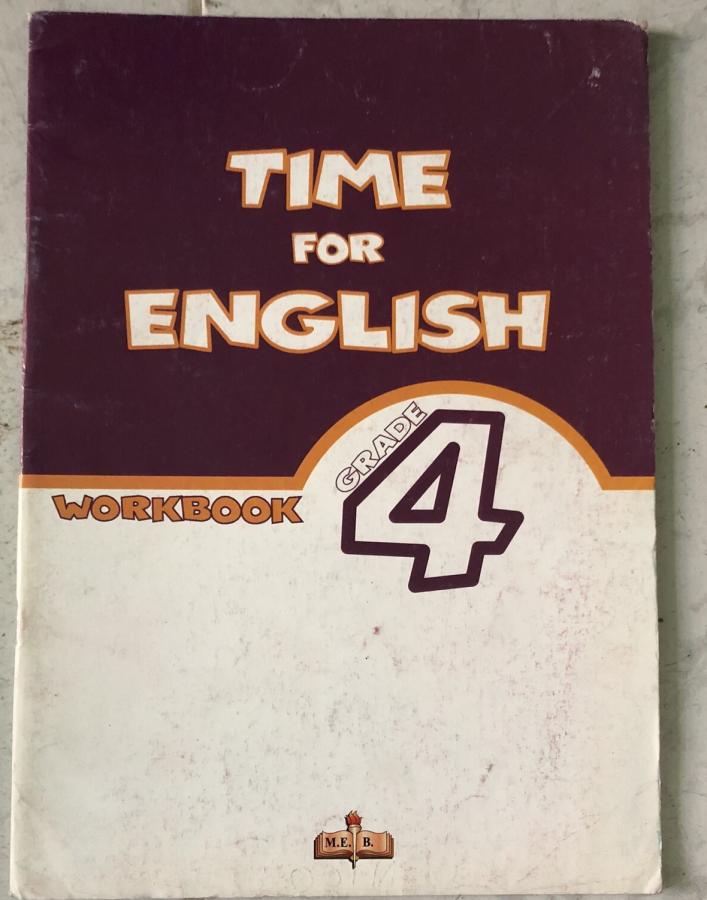 TIME
FOR
ENGLISH
GRADE
4
WORKBOOK
M.E. B.